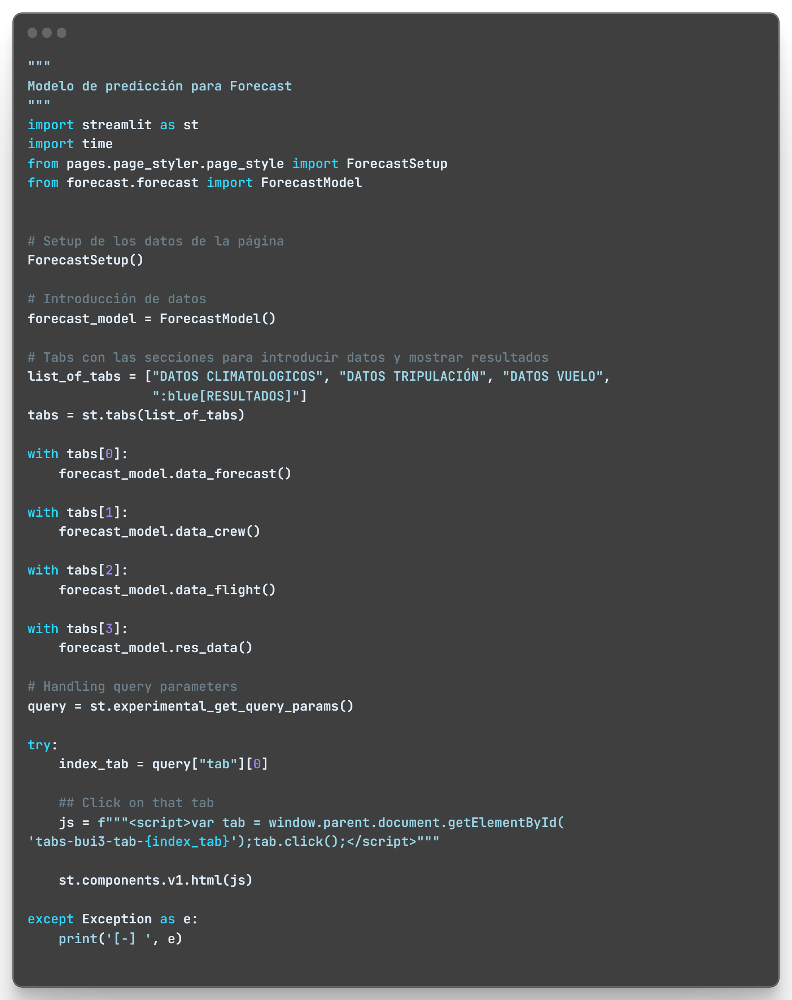 """
Modelo de predicción para Forecast
"""
import streamlit as st
import time
from pages.page_styler.page_style import ForecastSetup
from forecast.forecast import ForecastModel
# Setup de los datos de la página
ForecastSetup()
# Introducción de datos
forecast_model = ForecastModel()
# Tabs con las secciones para introducir datos y mostrar resultados
list_of_tabs = ["DATOS CLIMATOLOGICOS", "DATOS TRIPULACIÓN", "DATOS VUELO",
                ":blue[RESULTADOS]"]
tabs = st.tabs(list_of_tabs)
with tabs[0]:
    forecast_model.data_forecast()
with tabs[1]:
    forecast_model.data_crew()
with tabs[2]:
    forecast_model.data_flight()
with tabs[3]:
    forecast_model.res_data()
# Handling query parameters
query = st.experimental_get_query_params()
try:
    index_tab = query["tab"][0]
    ## Click on that tab
    js = f"""<script>var tab = window.parent.document.getElementById(
'tabs-bui3-tab-{index_tab}');tab.click();</script>"""
    st.components.v1.html(js)
except Exception as e:
    print('[-] ', e)